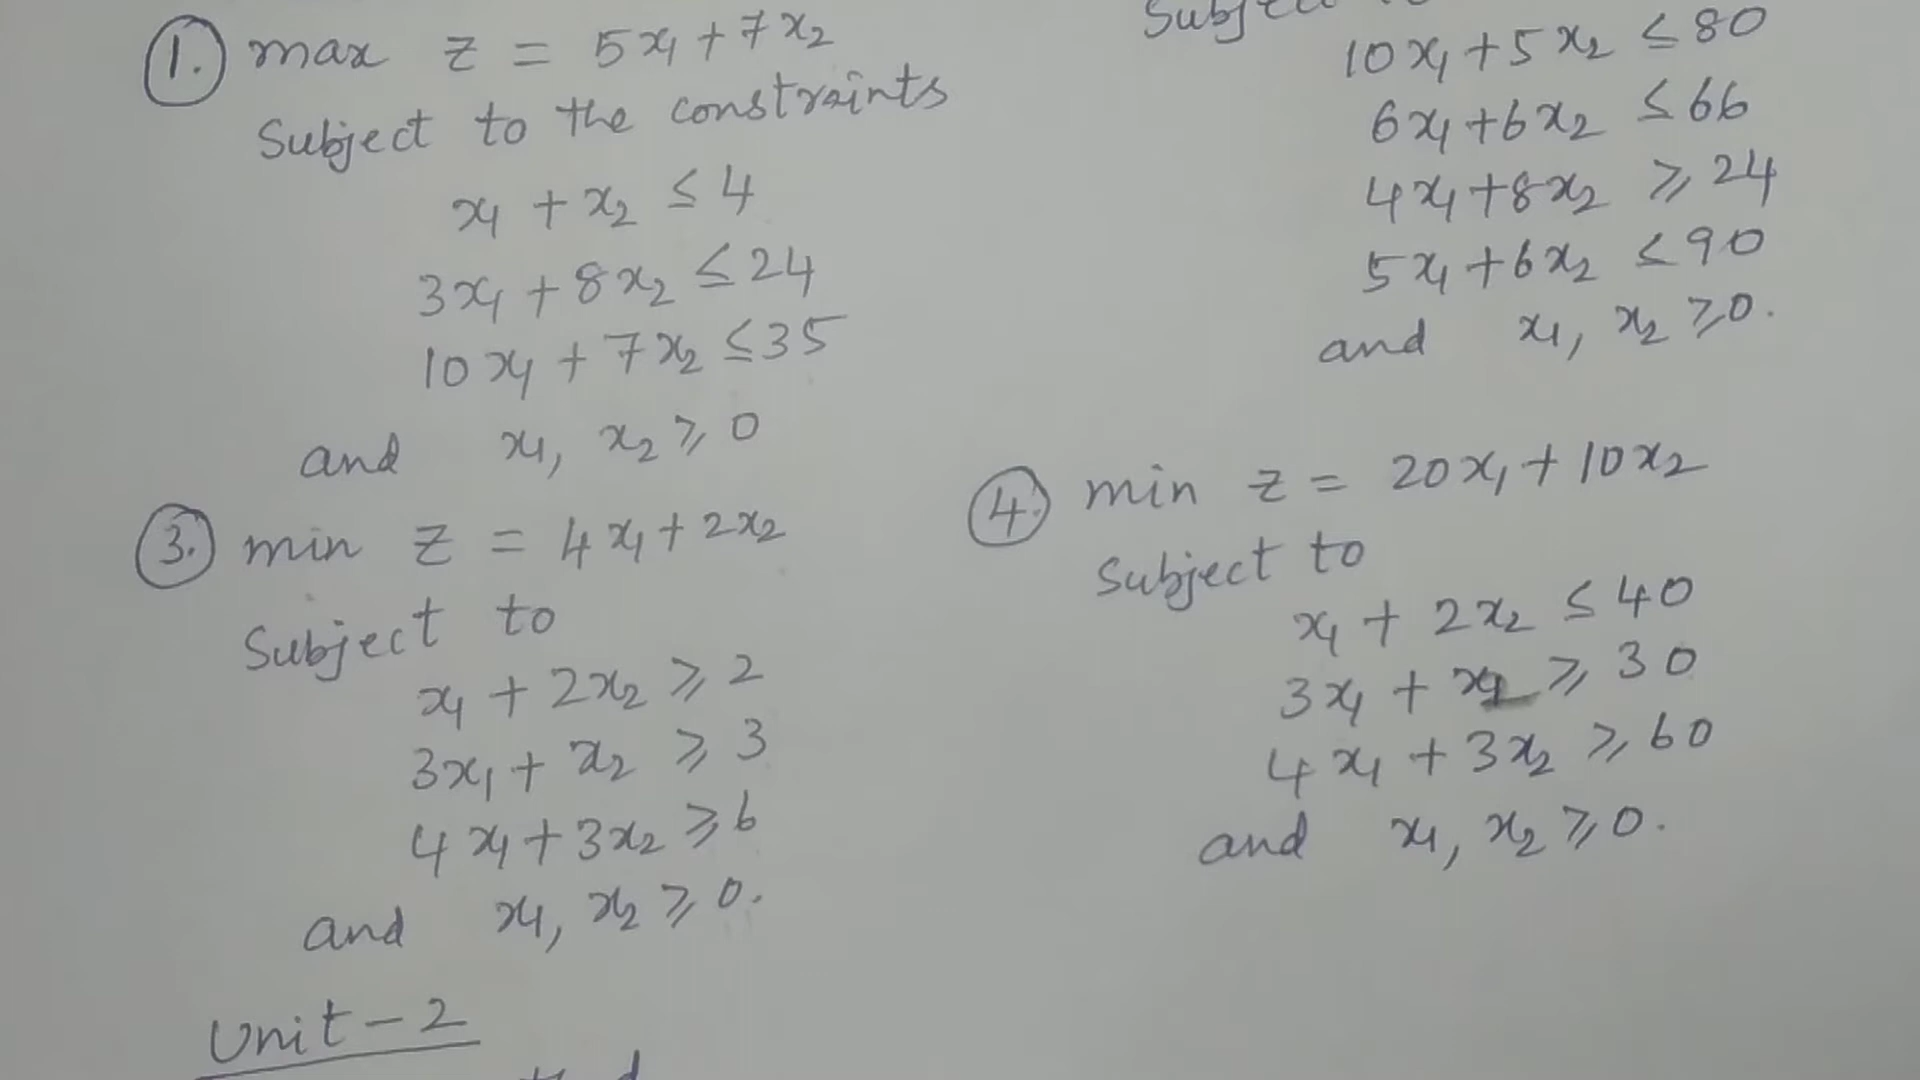 1. max z = 5x₁ + 7x₂
Subject to the constraints
x₁ + x₂ ≤ 4
3x₁ + 8x₂ ≤ 24
10x₁ + 7x₂ ≤ 35
and x₁, x₂ ≥ 0
Subject
10x₁ + 5x₂ ≤ 80
6x₁ + 6x₂ ≤ 66
4x₁ + 8x₂ ≥ 24
5x₁ + 6x₂ ≤ 90
and x₁, x₂ ≥ 0.
3. min z = 4x₁ + 2x₂
Subject to
x₁ + 2x₂ ≥ 2
3x₁ + x₂ ≥ 3
4x₁ + 3x₂ ≥ 6
and x₁, x₂ ≥ 0.
4. min z = 20x₁ + 10x₂
Subject to
x₁ + 2x₂ ≤ 40
3x₁ + x₂ ≥ 30
4x₁ + 3x₂ ≥ 60
and x₁, x₂ ≥ 0.
Unit - 2